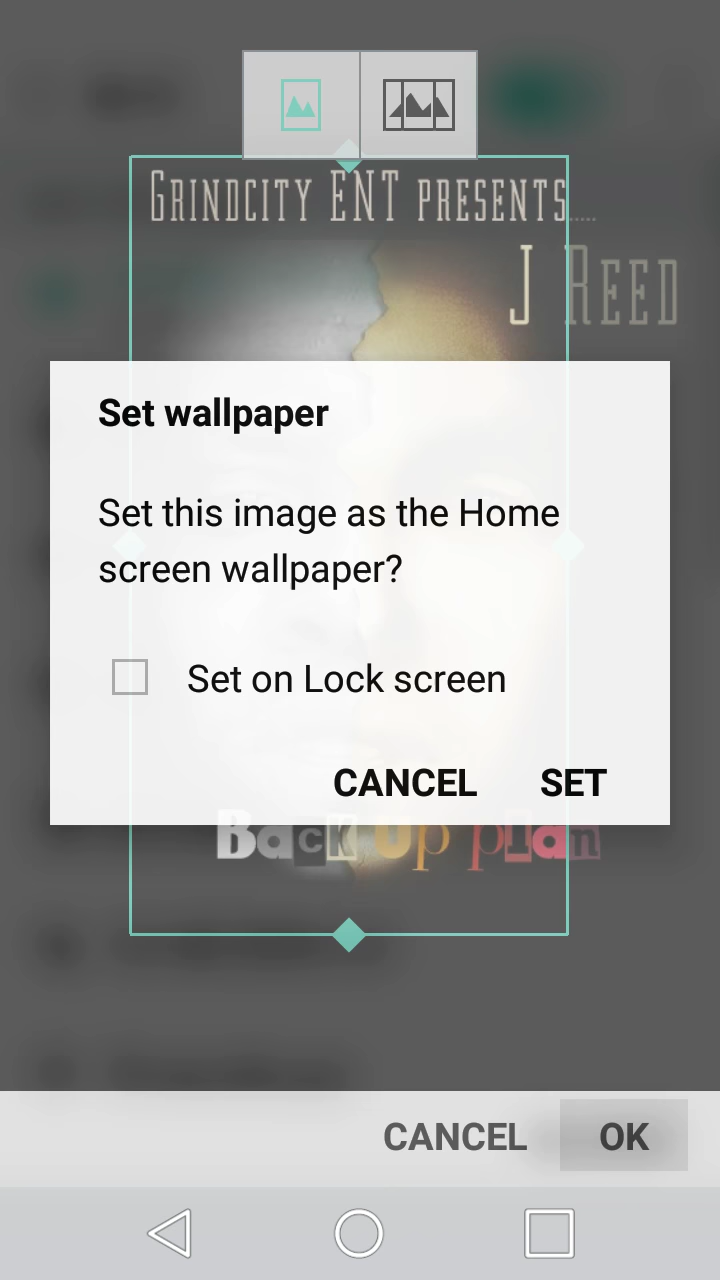 GRINDCITY ENT PRESENTS.....
J REED
Set wallpaper
Set this image as the Home
screen wallpaper?
Set on Lock screen
CANCEL SET
Back Up plan
CANCEL OK